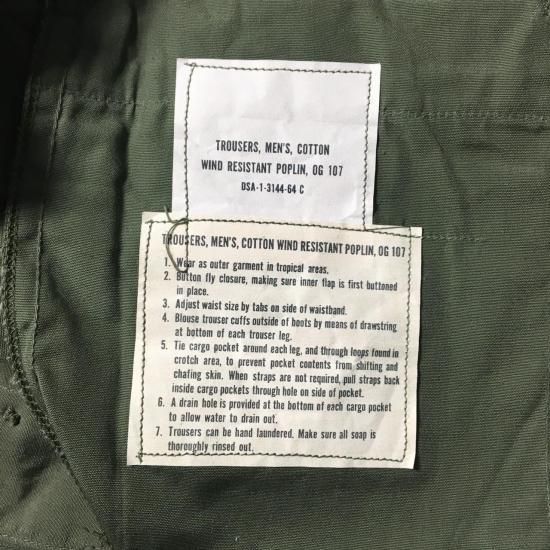 TROUSERS, MEN'S, COTTON
WIND RESISTANT POPLIN, OG 107
DSA-1-3144-64 C
TROUSERS, MEN'S, COTTON WIND RESISTANT POPLIN, OG 107
1. Wear as outer garment in tropical areas.
2. Button fly closure, making sure inner flap is first buttoned
in place.
3. Adjust waist size by tabs on side of waistband.
4. Blouse trouser cuffs outside of boots by means of drawstring
at bottom of each trouser leg.
5. Tie cargo pocket around each leg, and through loops found in
crotch area, to prevent pocket contents from shifting and
chafing skin. When straps are not required, pull straps back
inside cargo pockets through hole on side of pocket.
6. A drain hole is provided at the bottom of each cargo pocket
to allow water to drain out.
7. Trousers can be hand laundered. Make sure all soap is
thoroughly rinsed out.